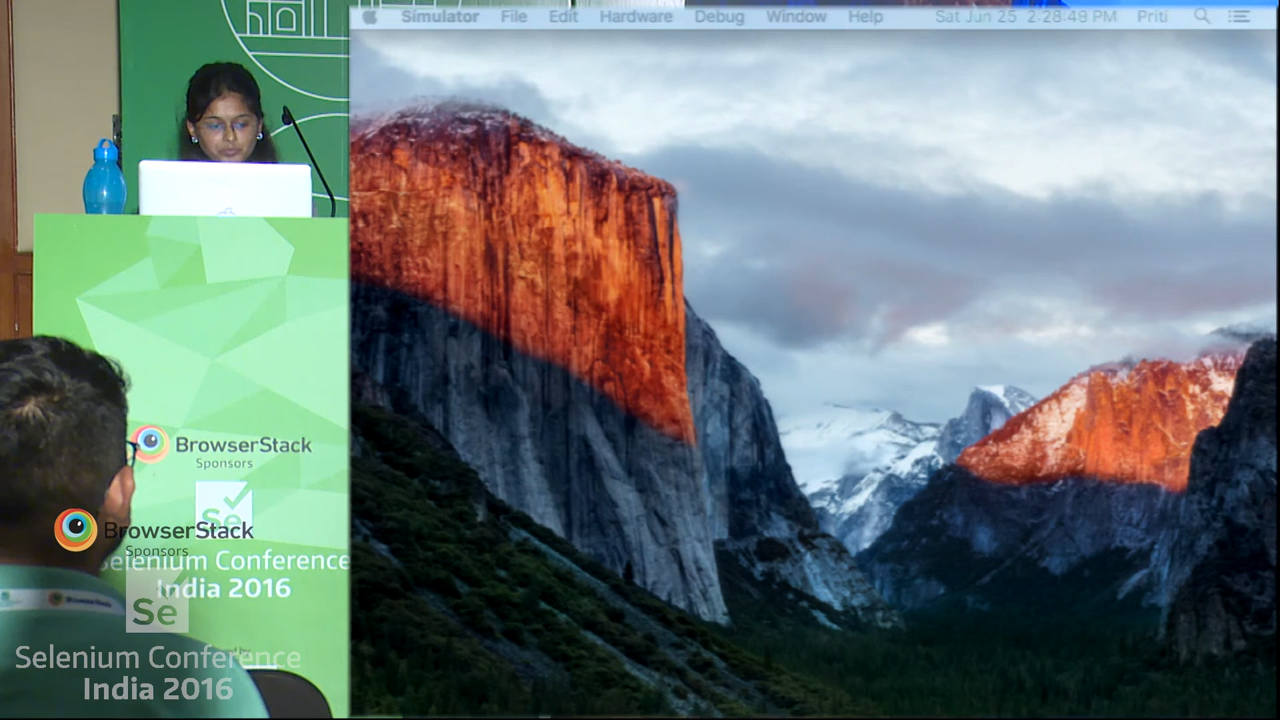 Simulator File Edit Hardware Debug Window Help Sat Jun 25 2:28:49 PM Priti
BrowserStack
Sponsors
Se
Selenium Conference
India 2016
BrowserStack
Sponsors
Se
Selenium Conference
India 2016